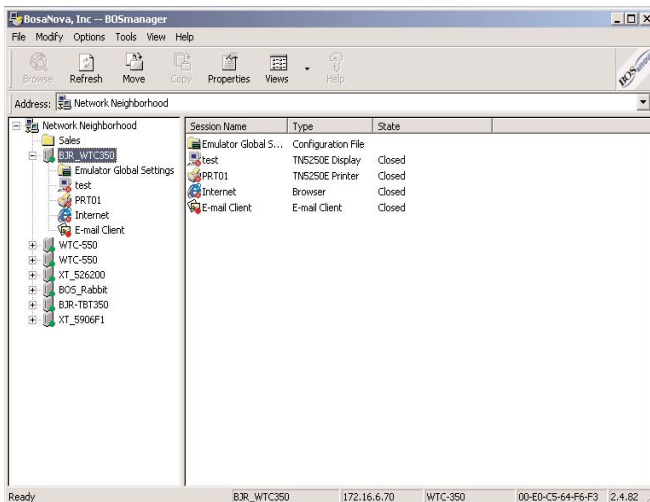 BosaNova, Inc -- BOSmanager
File Modify Options Tools View Help
Browse Refresh Move Copy Properties Views Help
BOSaNova
Address: Network Neighborhood
Network Neighborhood
Sales
BJR_WTC350
Emulator Global Settings
test
PRT01
Internet
E-mail Client
WTC-550
WTC-550
XT_526200
BOS_Rabbit
BJR-TBT350
XT_5906F1
Session Name Type State
Emulator Global S... Configuration File
test TN5250E Display Closed
PRT01 TN5250E Printer Closed
Internet Browser Closed
E-mail Client E-mail Client Closed
Ready BJR_WTC350 172.16.6.70 WTC-350 00-E0-C5-64-F6-F3 2.4.82